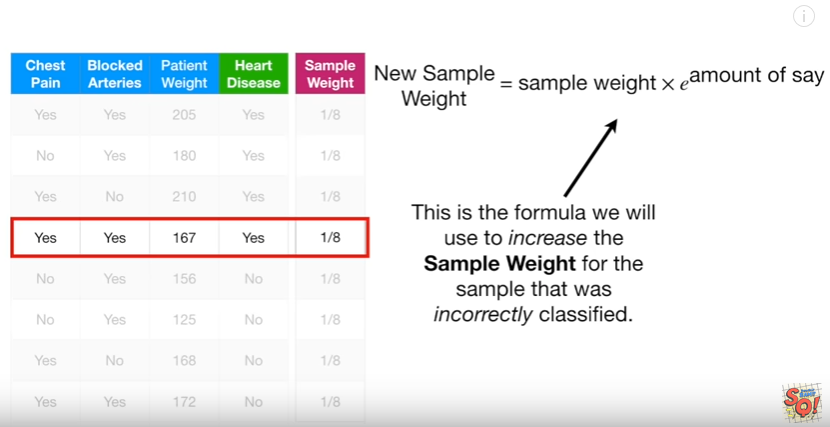 Chest Pain Blocked Arteries Patient Weight Heart Disease Sample Weight
Yes Yes 205 Yes 1/8
No Yes 180 Yes 1/8
Yes No 210 Yes 1/8
Yes Yes 167 Yes 1/8
No Yes 156 No 1/8
No Yes 125 No 1/8
Yes No 168 No 1/8
Yes Yes 172 No 1/8
New Sample Weight = sample weight × e^amount of say
This is the formula we will
use to increase the
Sample Weight for the
sample that was
incorrectly classified.
SQ!